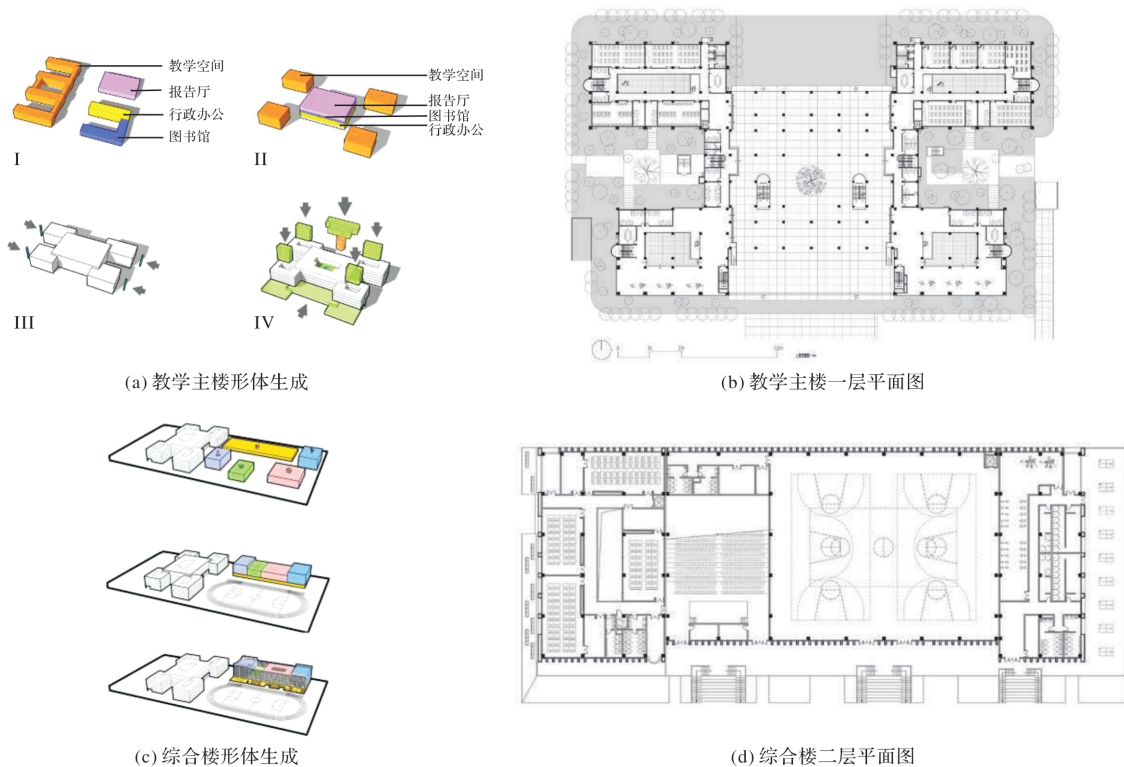 教学空间
报告厅
行政办公
图书馆
I
教学空间
报告厅
图书馆
行政办公
II
III
IV
(a) 教学主楼形体生成
(b) 教学主楼一层平面图
(c) 综合楼形体生成
(d) 综合楼二层平面图